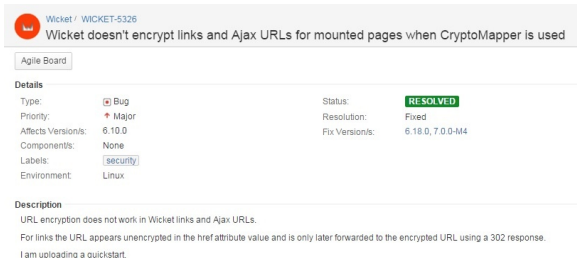 Wicket / WICKET-5326
Wicket doesn't encrypt links and Ajax URLs for mounted pages when CryptoMapper is used
Agile Board
Details
Type: Bug Status: RESOLVED
Priority: Major Resolution: Fixed
Affects Version/s: 6.10.0 Fix Version/s: 6.18.0, 7.0.0-M4
Component/s: None
Labels: security
Environment: Linux
Description
URL encryption does not work in Wicket links and Ajax URLs.
For links the URL appears unencrypted in the href attribute value and is only later forwarded to the encrypted URL using a 302 response.
I am uploading a quickstart.